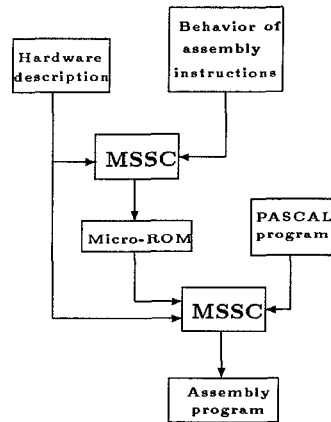 Hardware
description
Behavior of
assembly
instructions
MSSC
Micro-ROM
PASCAL
program
MSSC
Assembly
program